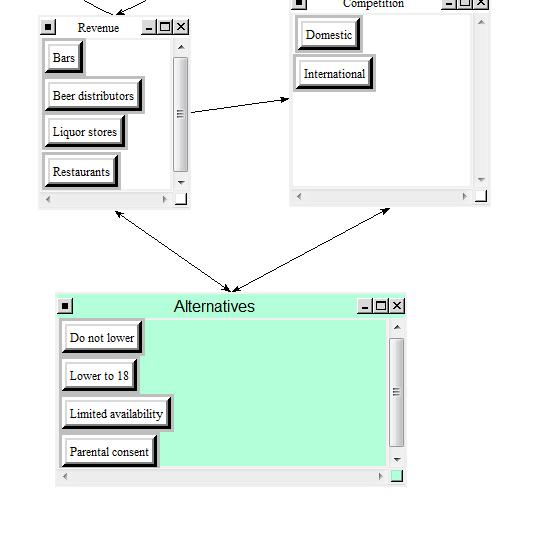 Revenue
Bars
Beer distributors
Liquor stores
Restaurants
Competition
Domestic
International
Alternatives
Do not lower
Lower to 18
Limited availability
Parental consent